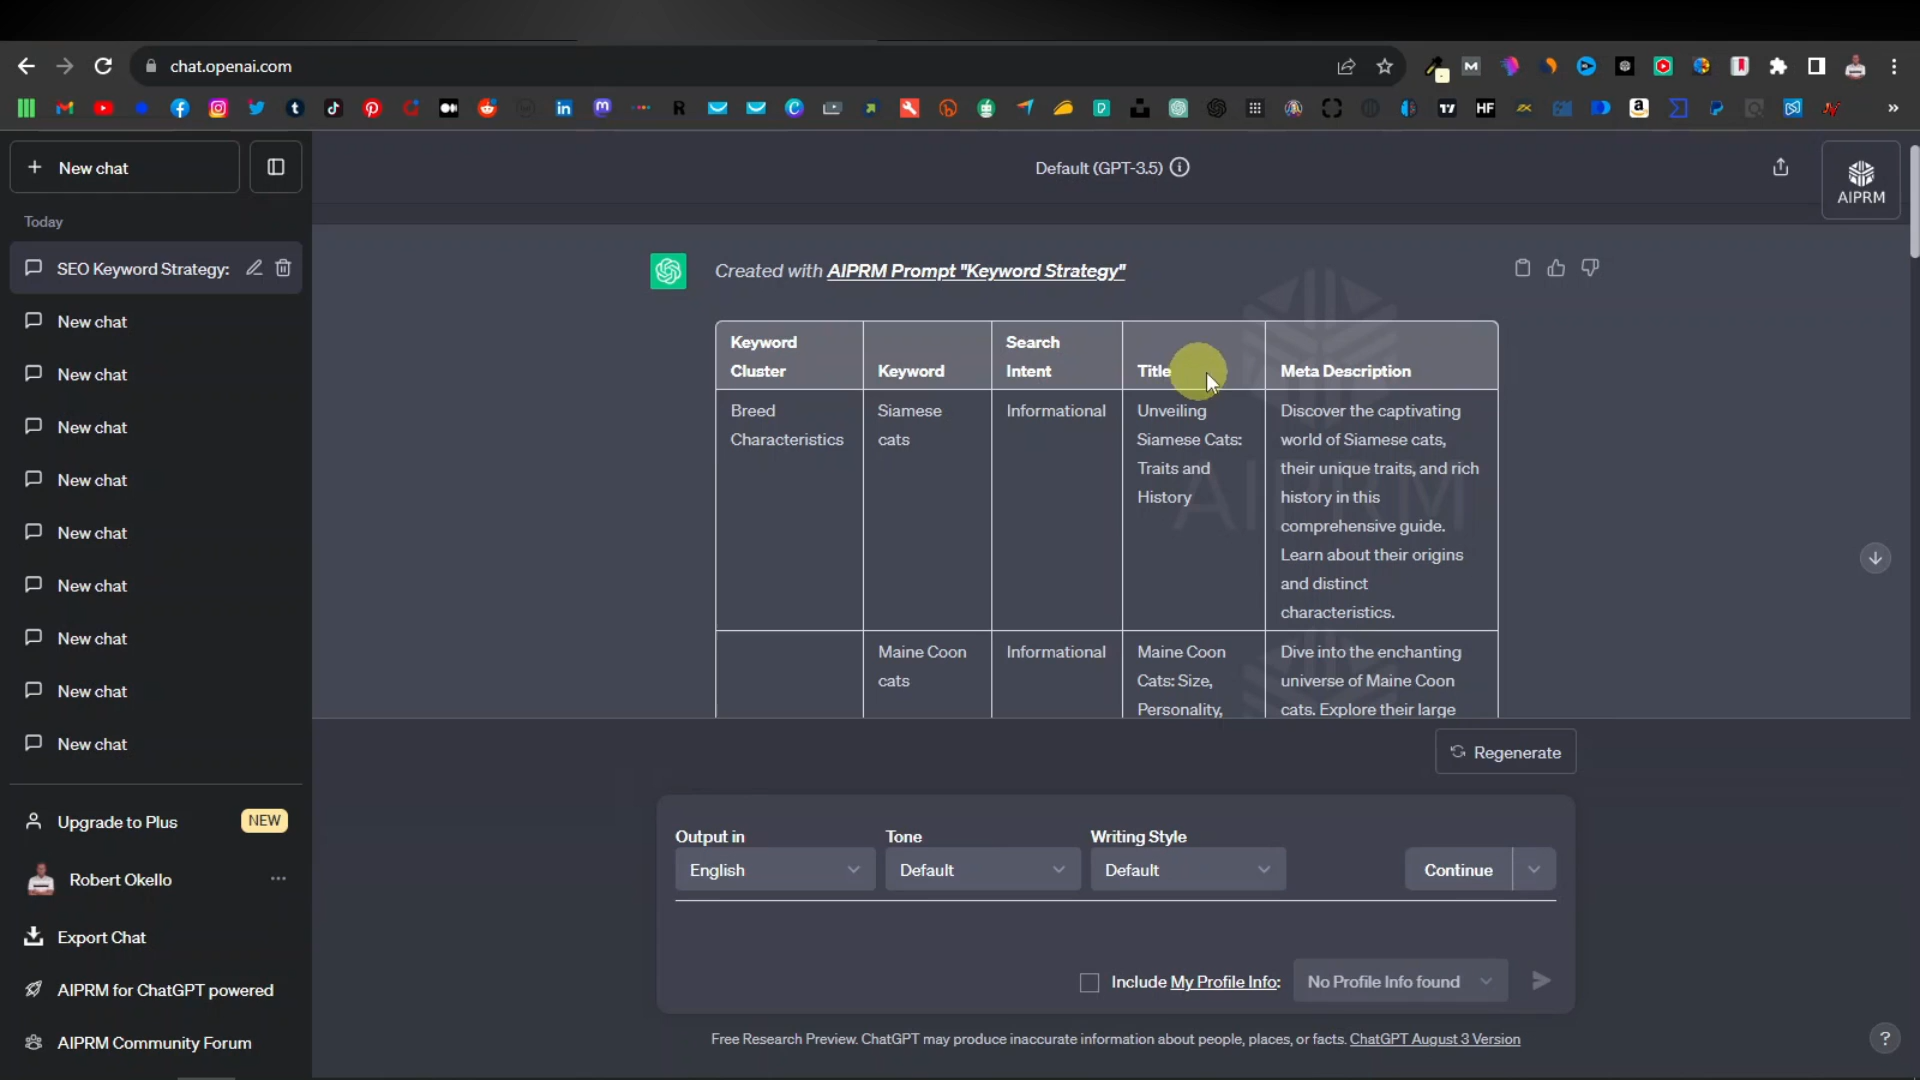 chat.openai.com
New chat
Today
SEO Keyword Strategy:
New chat
New chat
New chat
New chat
New chat
New chat
New chat
New chat
New chat
Upgrade to Plus NEW
Robert Okello
Export Chat
AIPRM for ChatGPT powered
AIPRM Community Forum
Default (GPT-3.5)
AIPRM
Created with AIPRM Prompt "Keyword Strategy"
Keyword
Cluster
Keyword
Search
Intent
Title
Meta Description
Breed
Characteristics
Siamese
cats
Informational
Unveiling
Siamese Cats:
Traits and
History
Discover the captivating
world of Siamese cats,
their unique traits, and rich
history in this
comprehensive guide.
Learn about their origins
and distinct
characteristics.
Maine Coon
cats
Informational
Maine Coon
Cats: Size,
Personality,
Dive into the enchanting
universe of Maine Coon
cats. Explore their large
AIPRM
Regenerate
Output in
English
Tone
Default
Writing Style
Default
Continue
Include My Profile Info:
No Profile Info found
Free Research Preview. ChatGPT may produce inaccurate information about people, places, or facts. ChatGPT August 3 Version
?